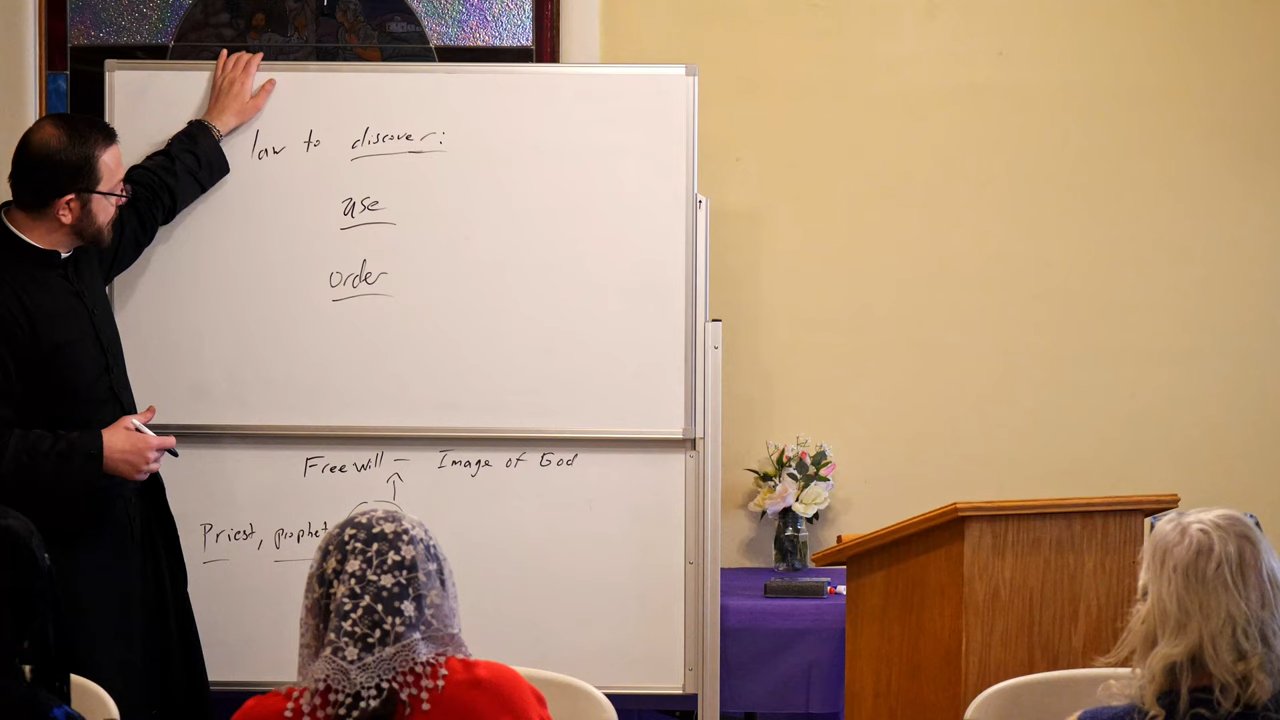 law to discover:
use
order
Free will — Image of God
Priest, prophet